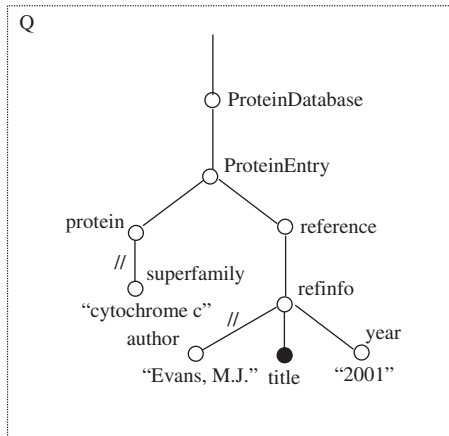 Q
ProteinDatabase
ProteinEntry
protein
reference
//
superfamily
refinfo
“cytochrome c”
//
author
year
“Evans, M.J.”
title
“2001”